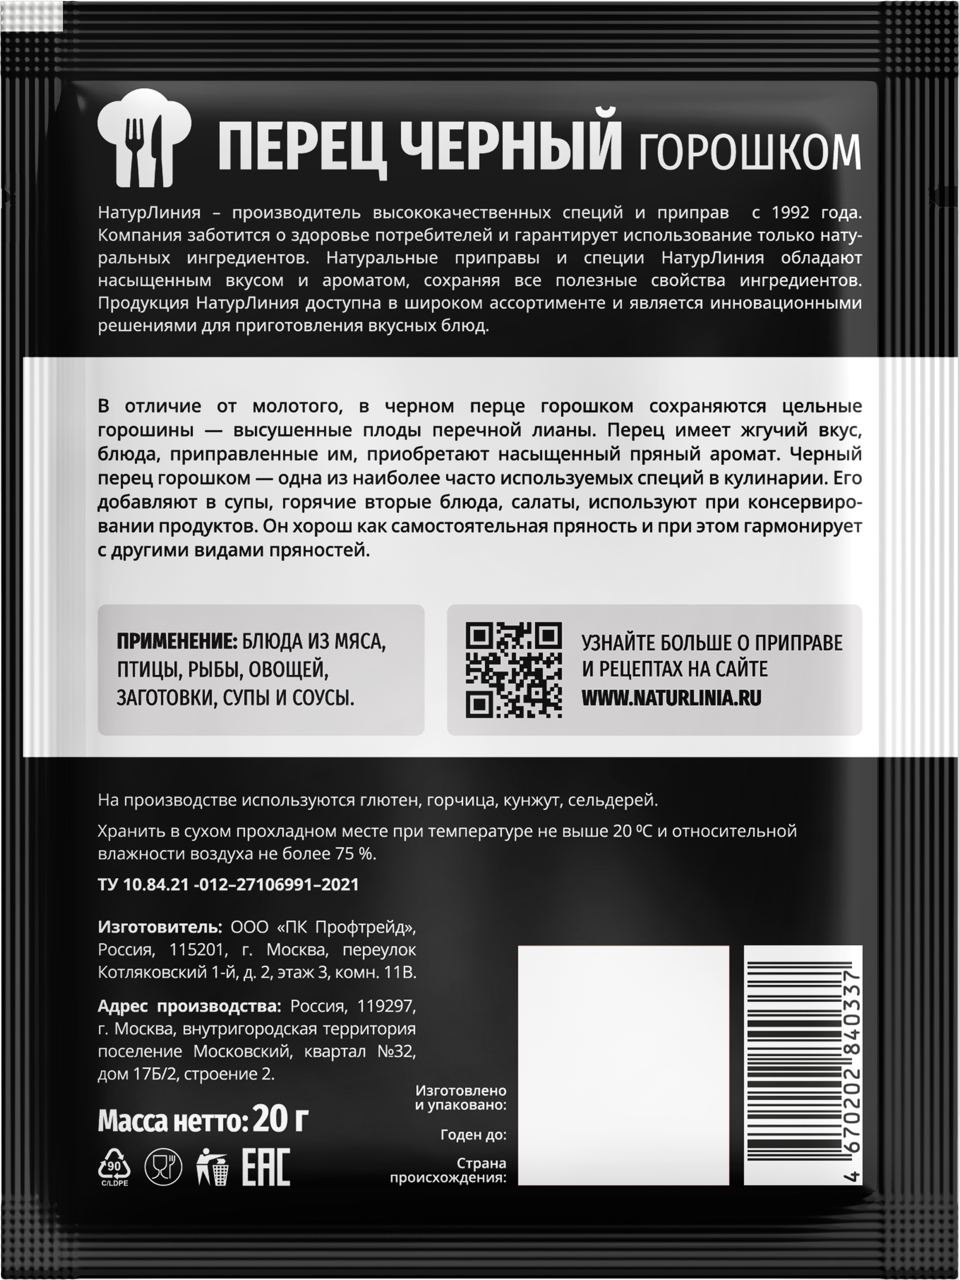 ПЕРЕЦ ЧЕРНЫЙ ГОРОШКОМ
НатурЛиния – производитель высококачественных специй и приправ с 1992 года.
Компания заботится о здоровье потребителей и гарантирует использование только нату-
ральных ингредиентов. Натуральные приправы и специи НатурЛиния обладают
насыщенным вкусом и ароматом, сохраняя все полезные свойства ингредиентов.
Продукция НатурЛиния доступна в широком ассортименте и является инновационными
решениями для приготовления вкусных блюд.
В отличие от молотого, в черном перце горошком сохраняются цельные
горошины — высушенные плоды перечной лианы. Перец имеет жгучий вкус,
блюда, приправленные им, приобретают насыщенный пряный аромат. Черный
перец горошком — одна из наиболее часто используемых специй в кулинарии. Его
добавляют в супы, горячие вторые блюда, салаты, используют при консервиро-
вании продуктов. Он хорош как самостоятельная пряность и при этом гармонирует
с другими видами пряностей.
ПРИМЕНЕНИЕ: БЛЮДА ИЗ МЯСА,
ПТИЦЫ, РЫБЫ, ОВОЩЕЙ,
ЗАГОТОВКИ, СУПЫ И СОУСЫ.
УЗНАЙТЕ БОЛЬШЕ О ПРИПРАВЕ
И РЕЦЕПТАХ НА САЙТЕ
WWW.NATURLINIA.RU
На производстве используются глютен, горчица, кунжут, сельдерей.
Хранить в сухом прохладном месте при температуре не выше 20 ⁰С и относительной
влажности воздуха не более 75 %.
ТУ 10.84.21 -012–27106991–2021
Изготовитель: ООО «ПК Профтрейд»,
Россия, 115201, г. Москва, переулок
Котляковский 1-й, д. 2, этаж 3, комн. 11В.
Адрес производства: Россия, 119297,
г. Москва, внутригородская территория
поселение Московский, квартал №32,
дом 17Б/2, строение 2.
Масса нетто: 20 г
90
C/LDPE
EAC
Изготовлено
и упаковано:
Годен до:
Страна
происхождения:
4 670202 840337